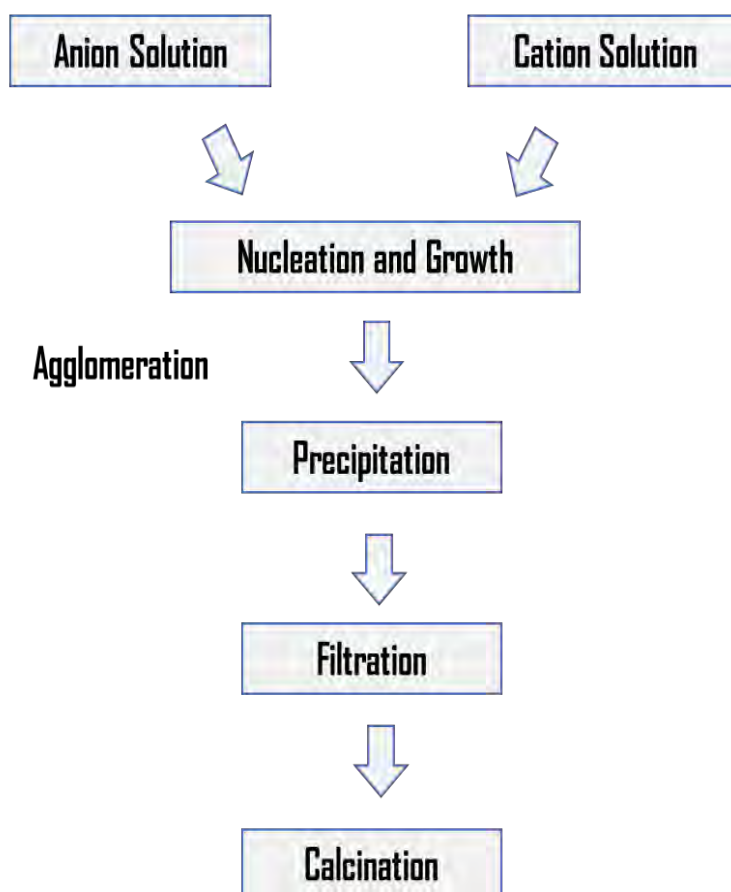 Anion Solution
Cation Solution
Nucleation and Growth
Agglomeration
Precipitation
Filtration
Calcination